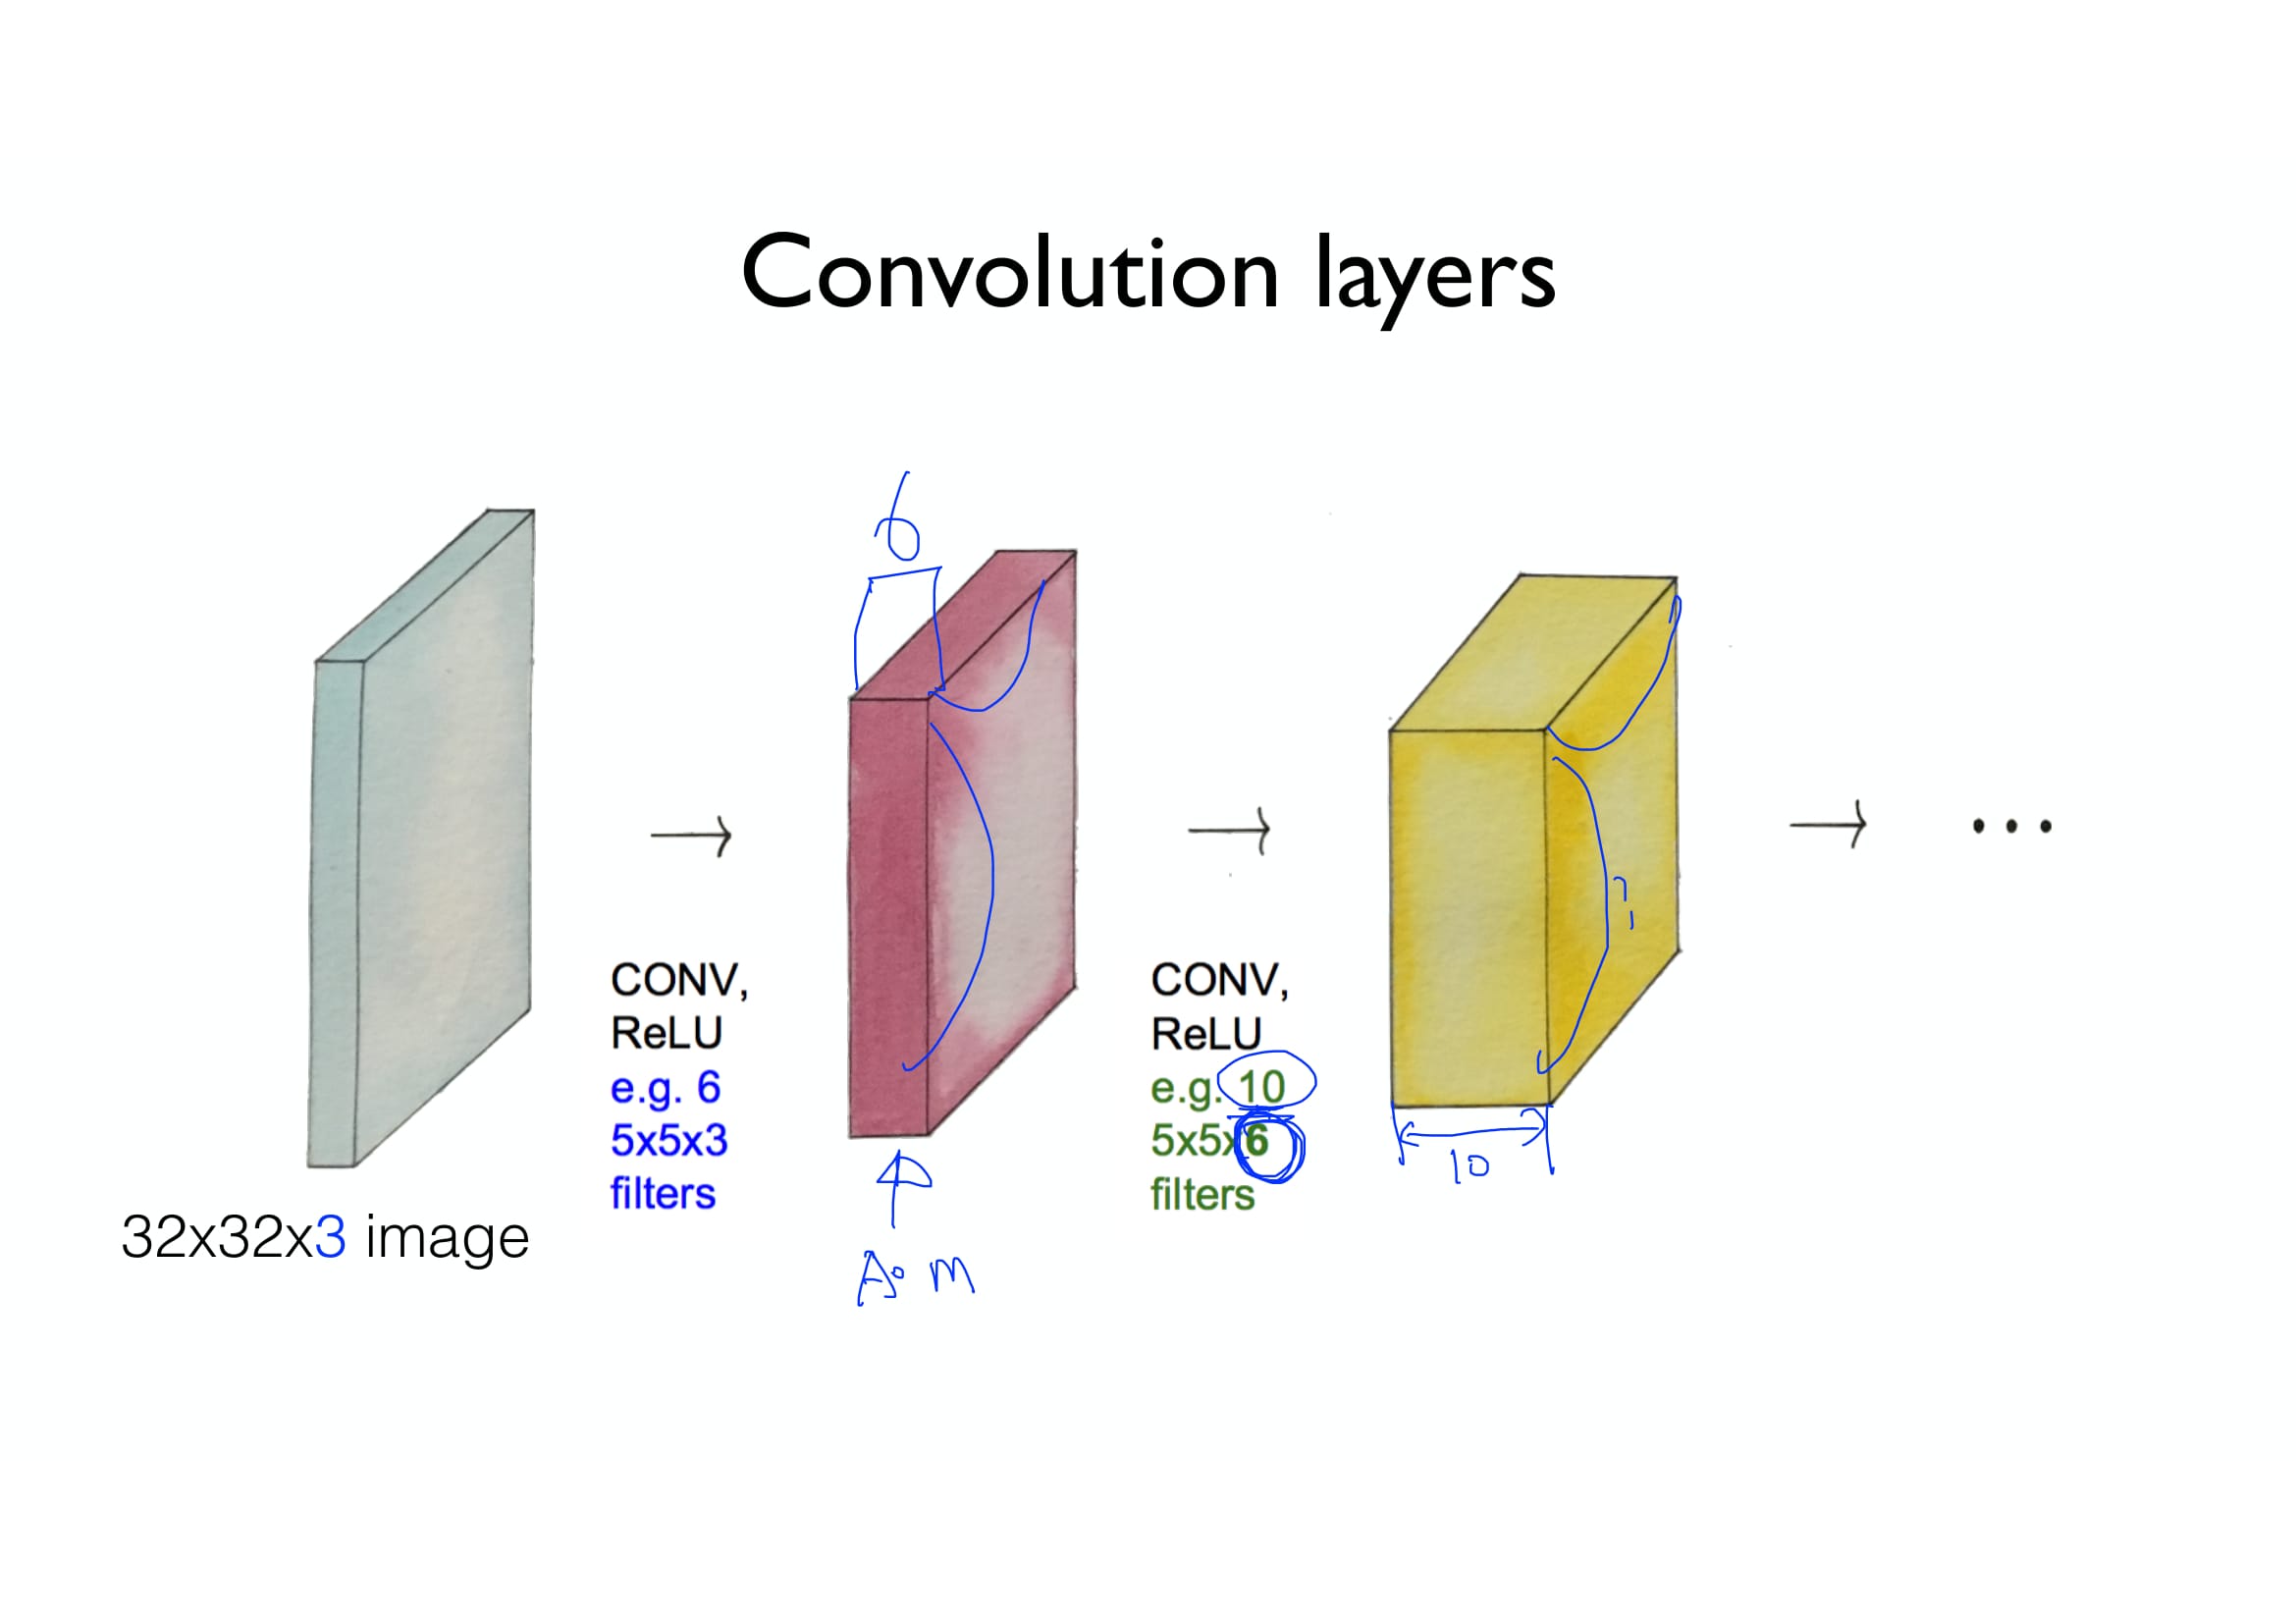 Convolution layers
6
CONV,
ReLU
e.g. 6
5x5x3
filters
CONV,
ReLU
e.g. 10
5x5x6
filters
10
32x32x3 image